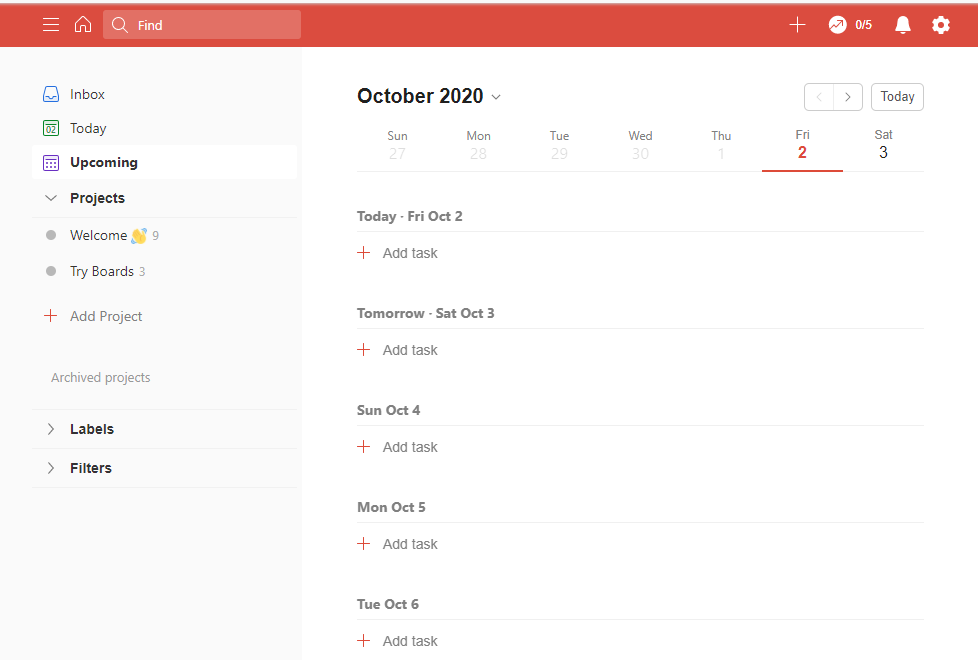 Find
0/5
Inbox
02
Today
Upcoming
Projects
Welcome 👋 9
Try Boards 3
Add Project
Archived projects
Labels
Filters
October 2020
Today
Sun Mon Tue Wed Thu Fri Sat
27 28 29 30 1 2 3
Today · Fri Oct 2
Add task
Tomorrow · Sat Oct 3
Add task
Sun Oct 4
Add task
Mon Oct 5
Add task
Tue Oct 6
Add task